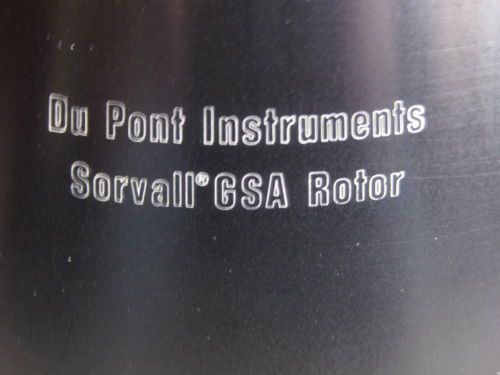 Du Pont Instruments
Sorvall® GSA Rotor